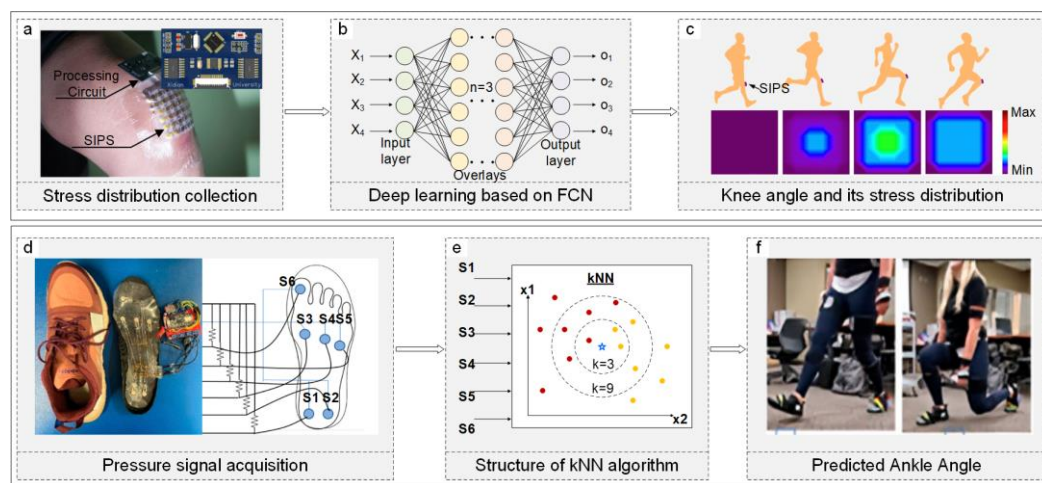 a
Processing
Circuit
SIPS
Xidian
University
Stress distribution collection
b
X1
X2
X3
X4
n=3
o1
o2
o3
o4
Input
layer
Output
layer
Overlays
Deep learning based on FCN
c
SIPS
Max
Min
Knee angle and its stress distribution
d
S6
S3
S4
S5
S1
S2
Pressure signal acquisition
e
S1
S2
S3
S4
S5
S6
kNN
x1
k=3
k=9
x2
Structure of kNN algorithm
f
Predicted Ankle Angle